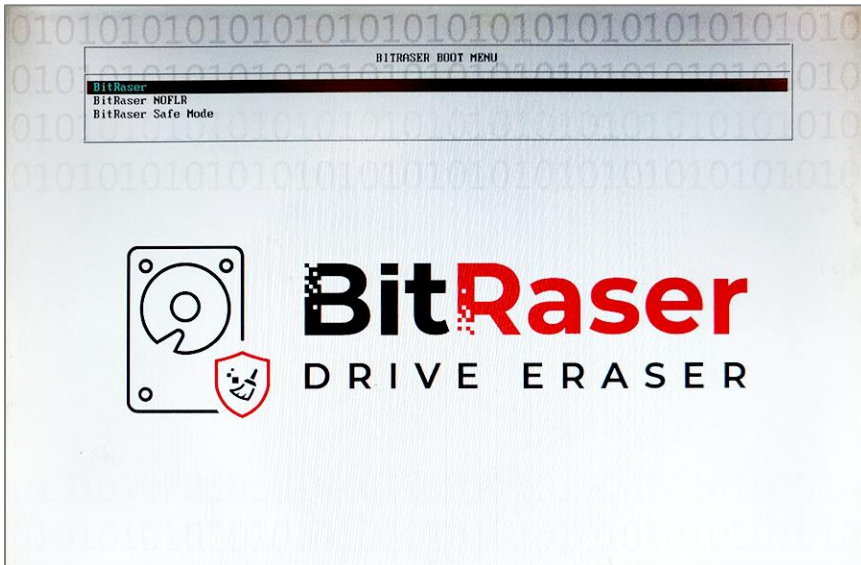 BITRASER BOOT MENU
BitRaser
BitRaser NOFLR
BitRaser Safe Mode
BitRaser
DRIVE ERASER